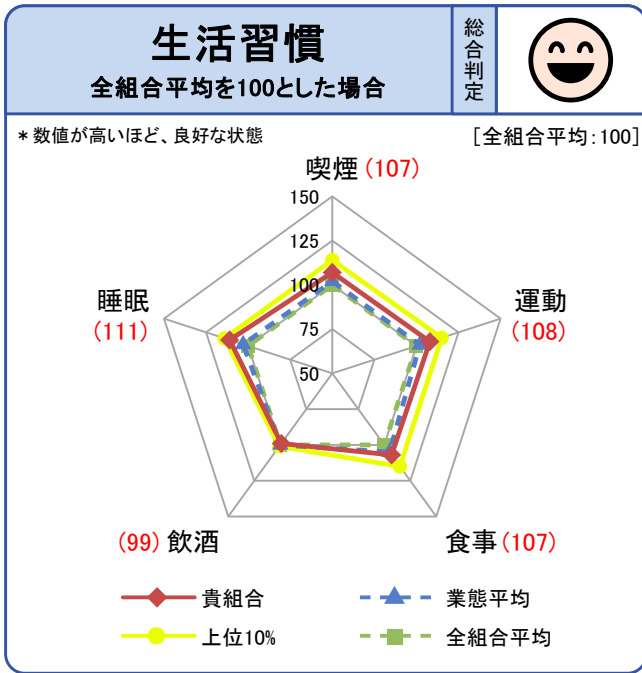 生活習慣
全組合平均を100とした場合
総合判定
*数値が高いほど、良好な状態
[全組合平均:100]
喫煙(107)
150
125
100
75
50
睡眠
(111)
運動
(108)
(99)飲酒
食事(107)
貴組合
業態平均
上位10%
全組合平均